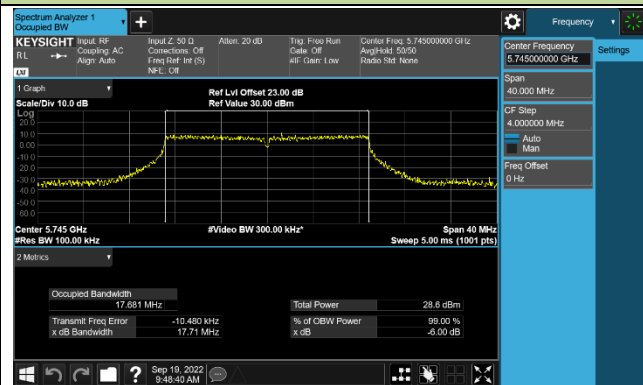 Spectrum Analyzer 1
Occupied BW
Frequency
KEYSIGHT Input: RF Input Z: 50 Ω Atten: 20 dB Trig: Free Run Center Freq: 5.745000000 GHz
RL Coupling: AC Corrections: Off Gate: Off Avg|Hold: 50/50
Align: Auto Freq Ref: Int (S) #IF Gain: Low Radio Std: None
LXI NFE: Off
Center Frequency
5.745000000 GHz
Settings
Span
40.000 MHz
CF Step
4.000000 MHz
Auto
Man
Freq Offset
0 Hz
1 Graph
Ref Lvl Offset 23.00 dB
Scale/Div 10.0 dB Ref Value 30.00 dBm
Log
20.0
10.0
0.00
-10.0
-20.0
-30.0
-40.0
-50.0
-60.0
Center 5.745 GHz #Video BW 300.00 kHz* Span 40 MHz
#Res BW 100.00 kHz Sweep 5.00 ms (1001 pts)
2 Metrics
Occupied Bandwidth
17.681 MHz Total Power 28.6 dBm
Transmit Freq Error -10.480 kHz % of OBW Power 99.00 %
x dB Bandwidth 17.71 MHz x dB -6.00 dB
Sep 19, 2022
9:48:40 AM